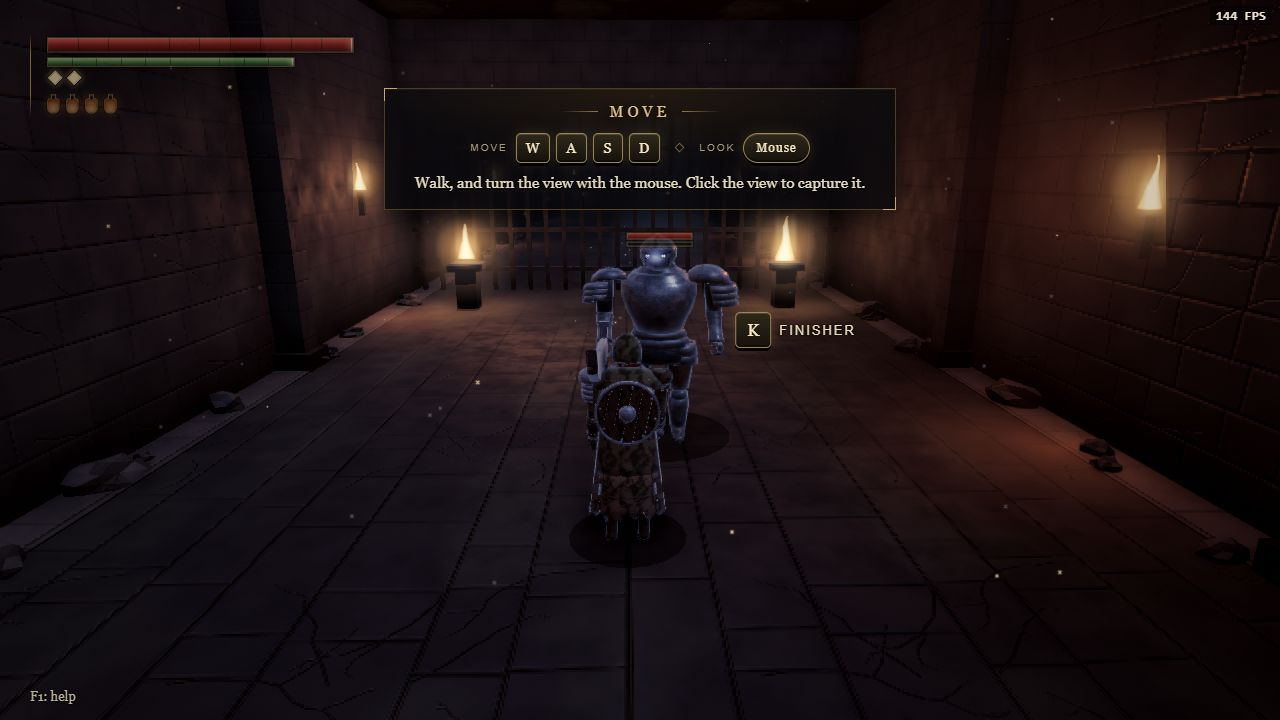 144 FPS
MOVE
MOVE W A S D LOOK Mouse
Walk, and turn the view with the mouse. Click the view to capture it.
K FINISHER
F1: help